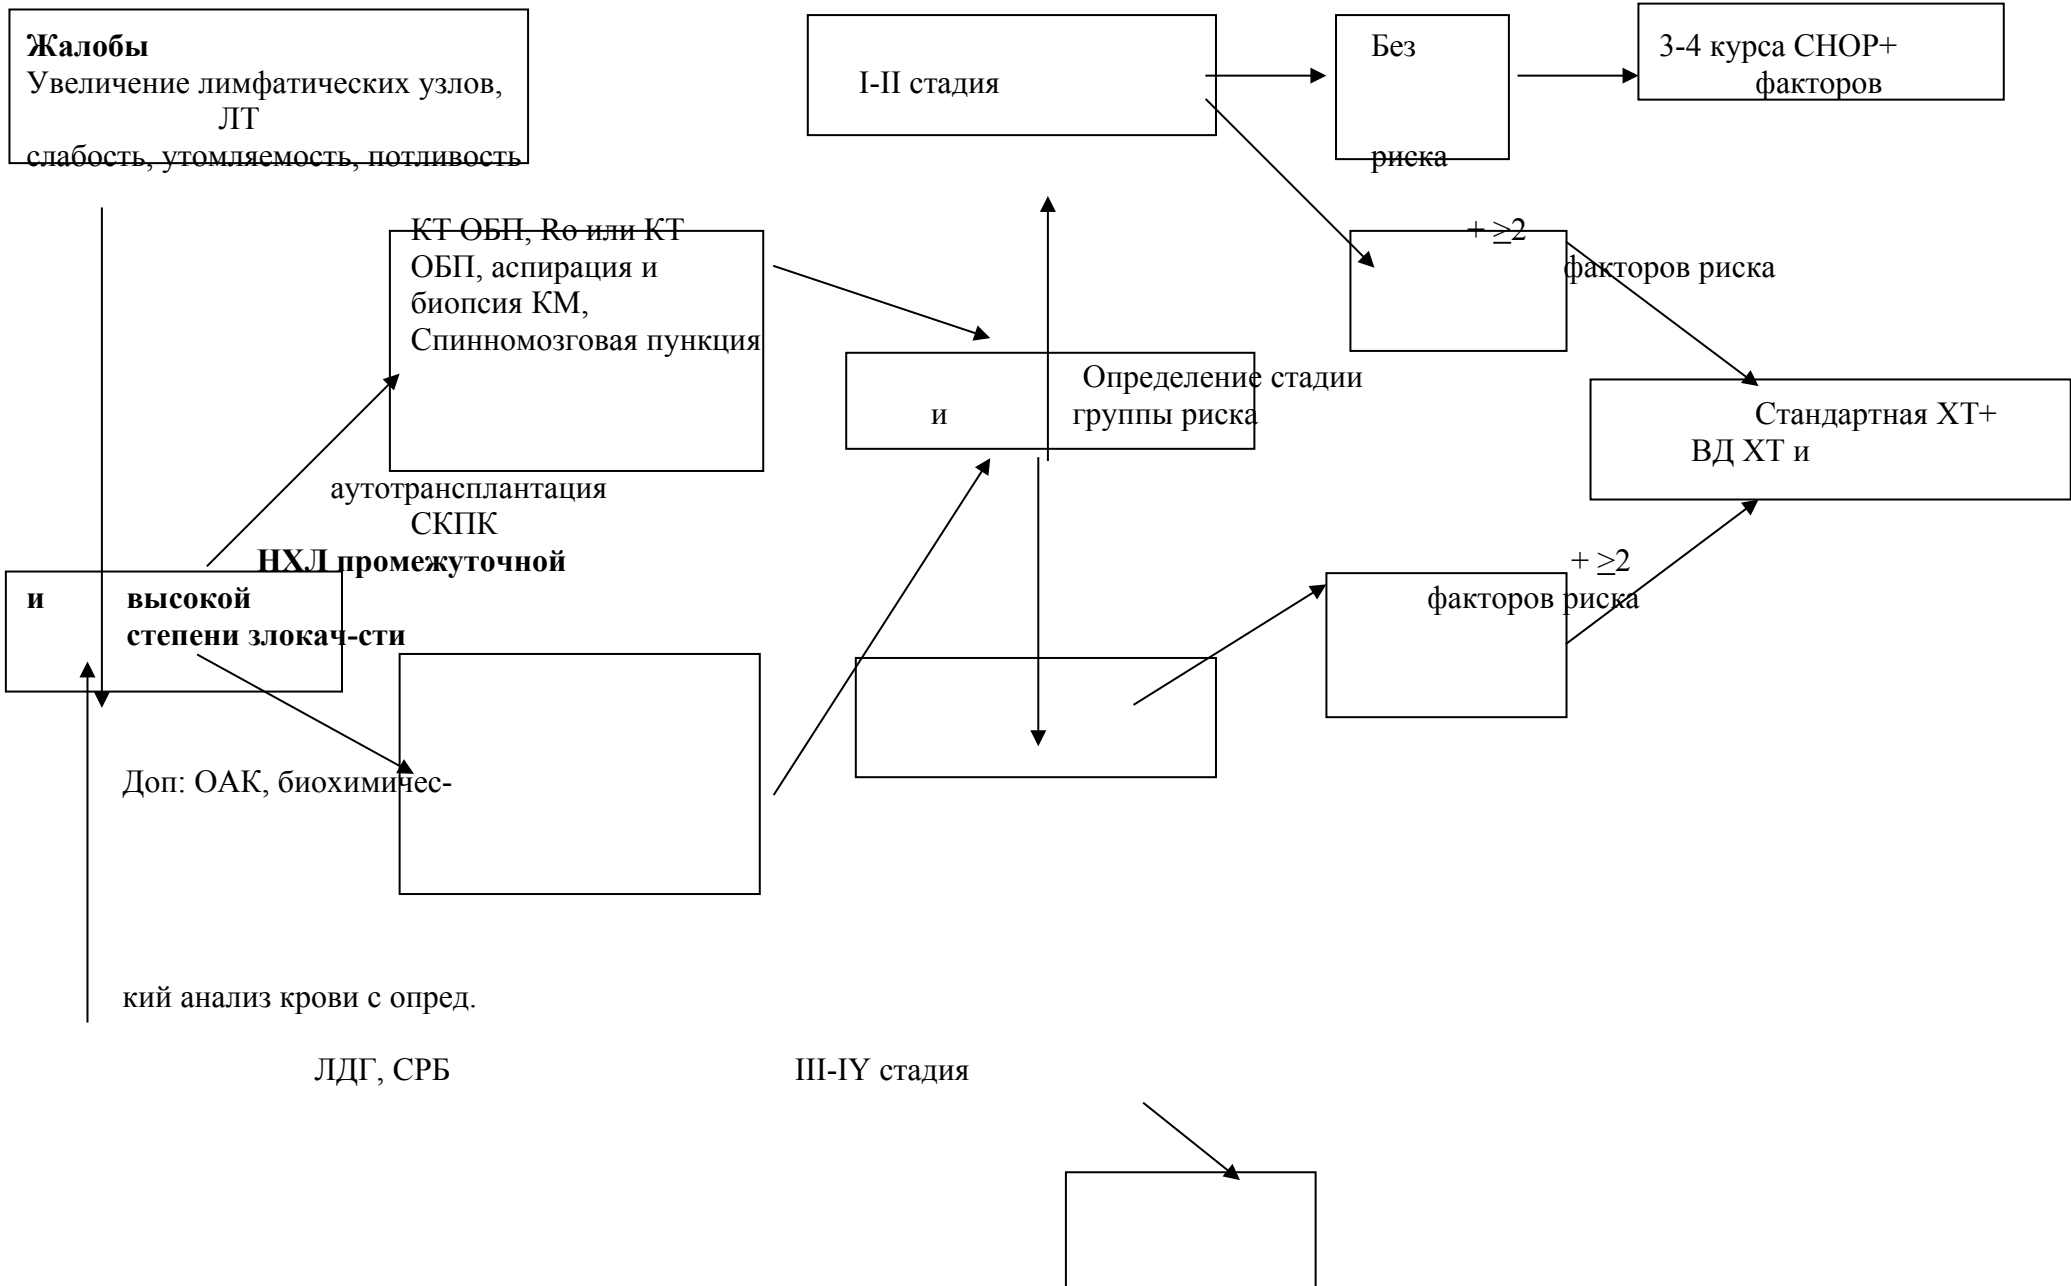 Жалобы
Увеличение лимфатических узлов,
ЛТ
слабость, утомляемость, потливость
I-II стадия
Без
риска
3-4 курса CHOP+
факторов
КТ ОБП, Ro или КТ
ОБП, аспирация и
биопсия КМ,
Спинномозговая пункция
+ ≥2
факторов риска
Определение стадии
и группы риска
Стандартная ХТ+
ВД ХТ и
аутотрансплантация
СКПК
НХЛ промежуточной
и высокой
степени злокач-сти
+ ≥2
факторов риска
Доп: ОАК, биохимичес-
кий анализ крови с опред.
ЛДГ, СРБ
III-IY стадия